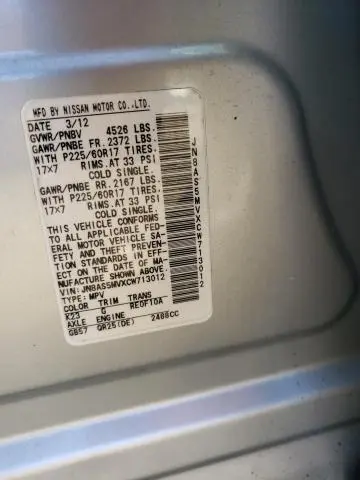 MFG BY NISSAN MOTOR CO.,LTD.
DATE 3/12
GVWR/PNBV 4526 LBS.
GAWR/PNBE FR. 2372 LBS.
WITH P225/60R17 TIRES.
17x7 RIMS.AT 33 PSI
COLD SINGLE.
GAWR/PNBE RR. 2167 LBS.
WITH P225/60R17 TIRES.
17x7 RIMS.AT 33 PSI
COLD SINGLE.
THIS VEHICLE CONFORMS
TO ALL APPLICABLE FED-
ERAL MOTOR VEHICLE SA-
FETY AND THEFT PREVEN-
TION STANDARDS IN EFF-
ECT ON THE DATE OF MA-
NUFACTURE SHOWN ABOVE.
VIN:JN8AS5MVXCW713012
TYPE:MPV
COLOR TRIM TRANS
K23 G RE0F10A
AXLE ENGINE
GB57 QR25(DE) 2488CC
JN8AS5MVXCW713012